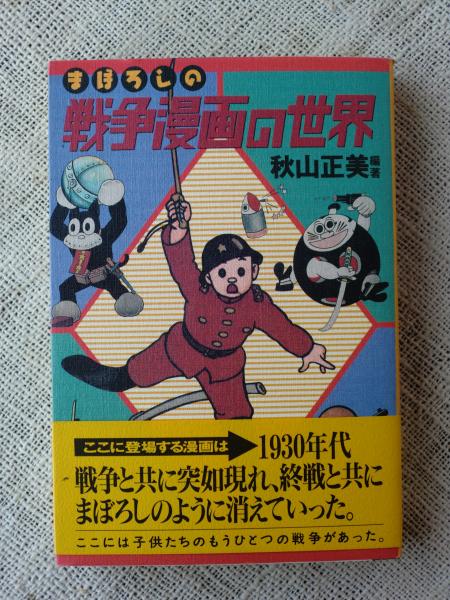 まぼろしの
戦争漫画の世界
秋山正美編著
ここに登場する漫画は
1930年代
戦争と共に突如現れ、終戦と共に
まぼろしのように消えていった。
ここには子供たちのもうひとつの戦争があった。